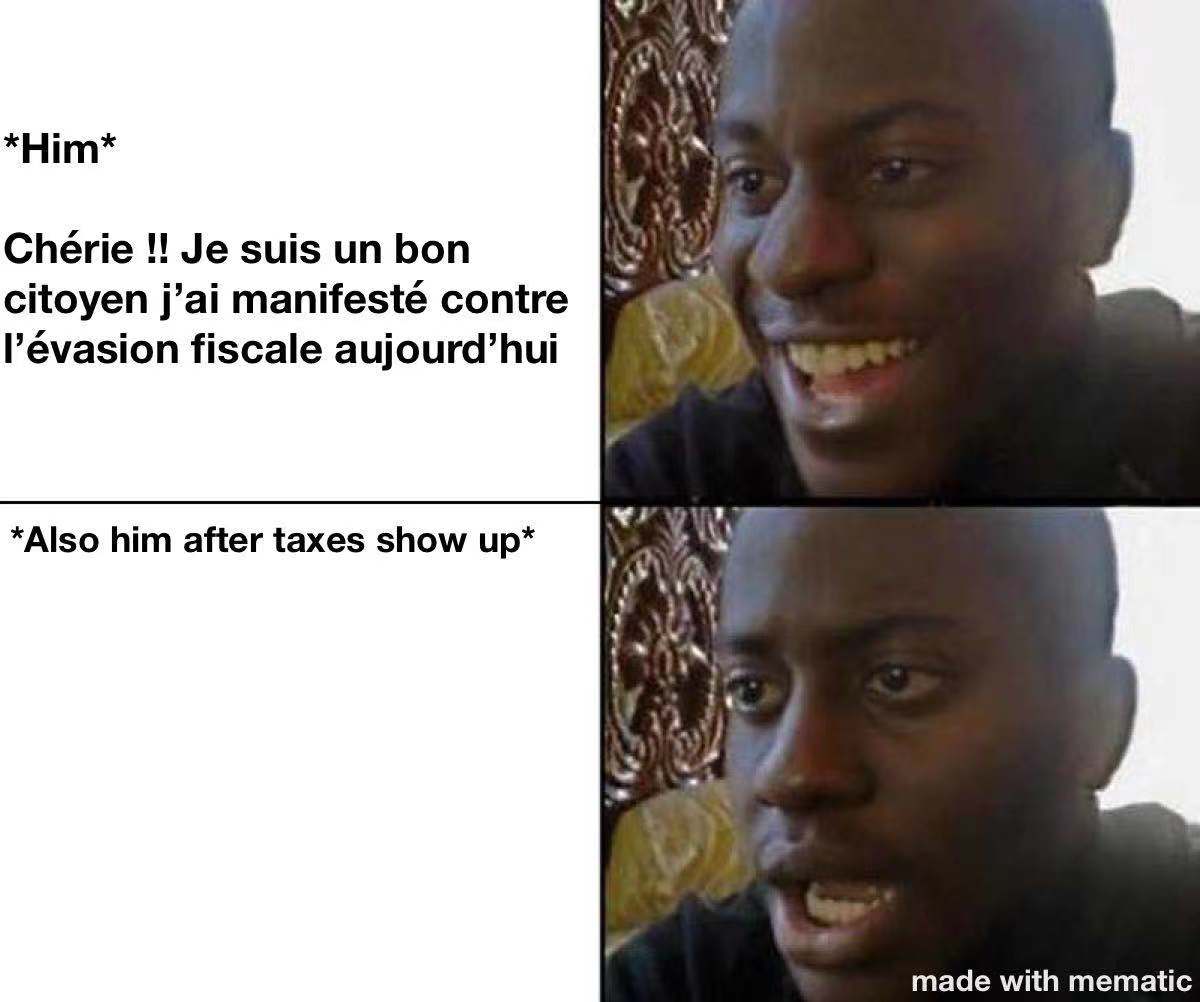 *Him*
Chérie !! Je suis un bon
citoyen j’ai manifesté contre
l’évasion fiscale aujourd’hui
*Also him after taxes show up*
made with mematic